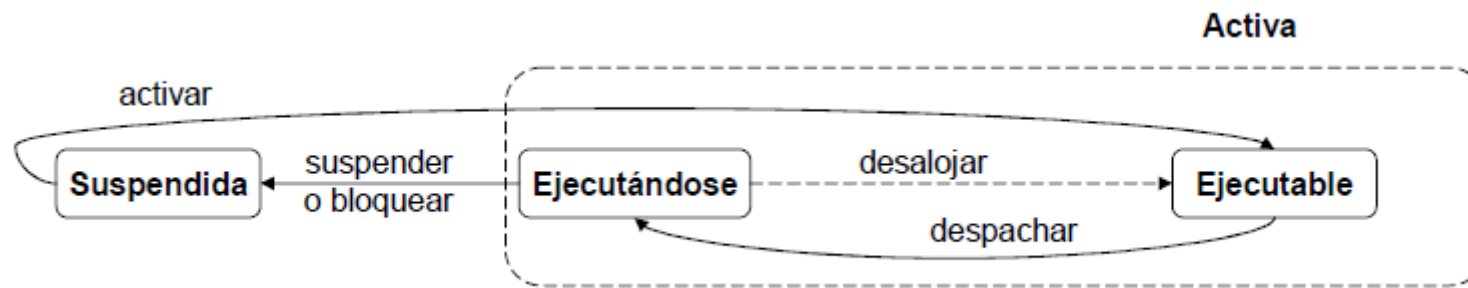 Activa
activar
Suspendida
suspender
o bloquear
Ejecutándose
desalojar
Ejecutable
despachar